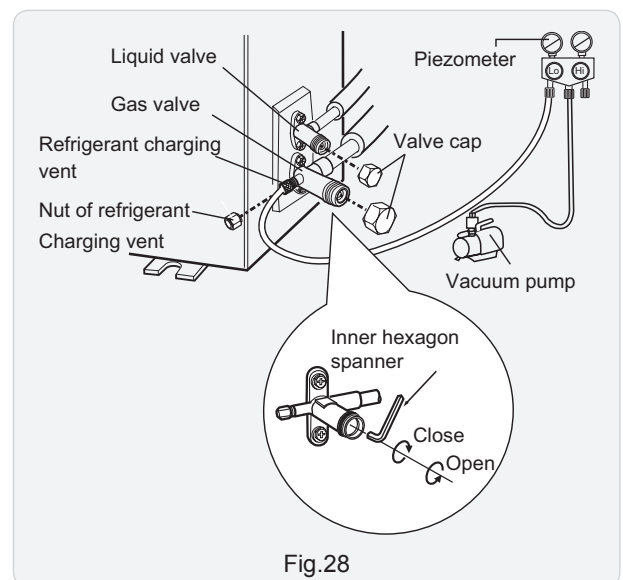 Liquid valve
Gas valve
Refrigerant charging
vent
Nut of refrigerant
Charging vent
Piezometer
Lo
Hi
Valve cap
Vacuum pump
Inner hexagon
spanner
Close
Open
Fig.28